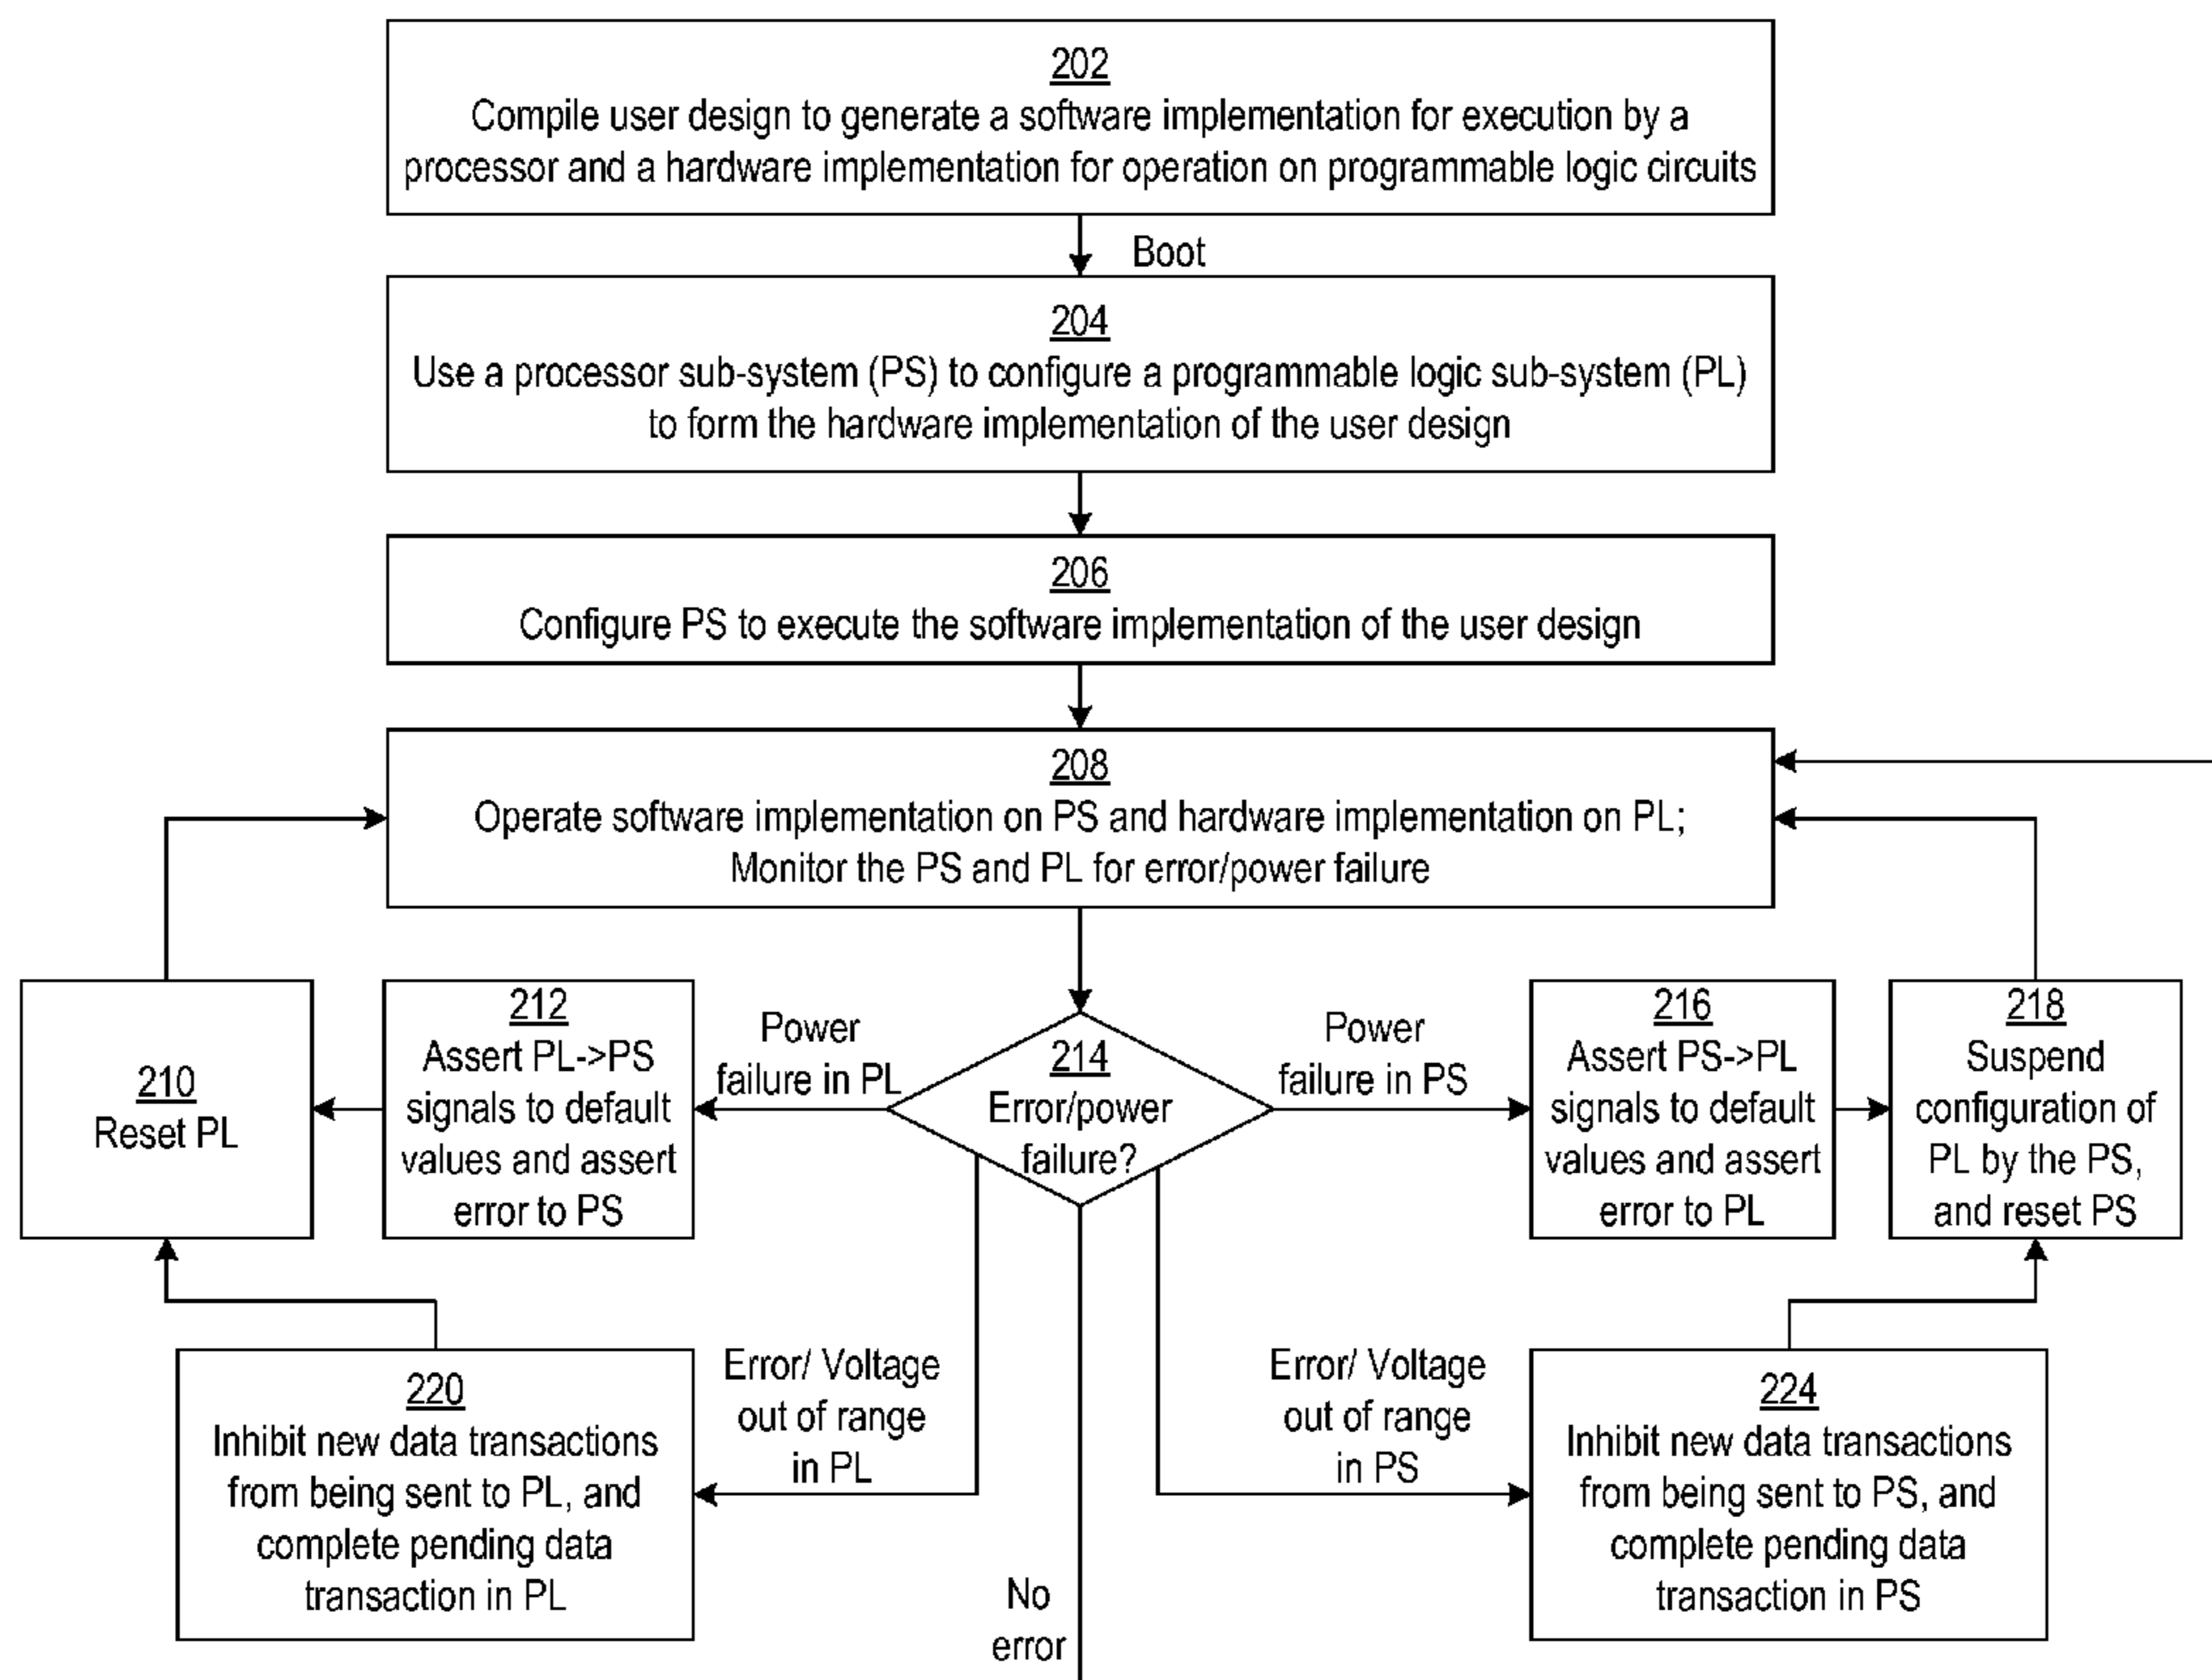 202
Compile user design to generate a software implementation for execution by a
processor and a hardware implementation for operation on programmable logic circuits
Boot
204
Use a processor sub-system (PS) to configure a programmable logic sub-system (PL)
to form the hardware implementation of the user design
206
Configure PS to execute the software implementation of the user design
208
Operate software implementation on PS and hardware implementation on PL;
Monitor the PS and PL for error/power failure
210
Reset PL
212
Assert PL->PS
signals to default
values and assert
error to PS
Power
failure in PL
214
Error/power
failure?
Power
failure in PS
216
Assert PS->PL
signals to default
values and assert
error to PL
218
Suspend
configuration of
PL by the PS,
and reset PS
220
Inhibit new data transactions
from being sent to PL, and
complete pending data
transaction in PL
Error/ Voltage
out of range
in PL
Error/ Voltage
out of range
in PS
224
Inhibit new data transactions
from being sent to PS, and
complete pending data
transaction in PS
No
error